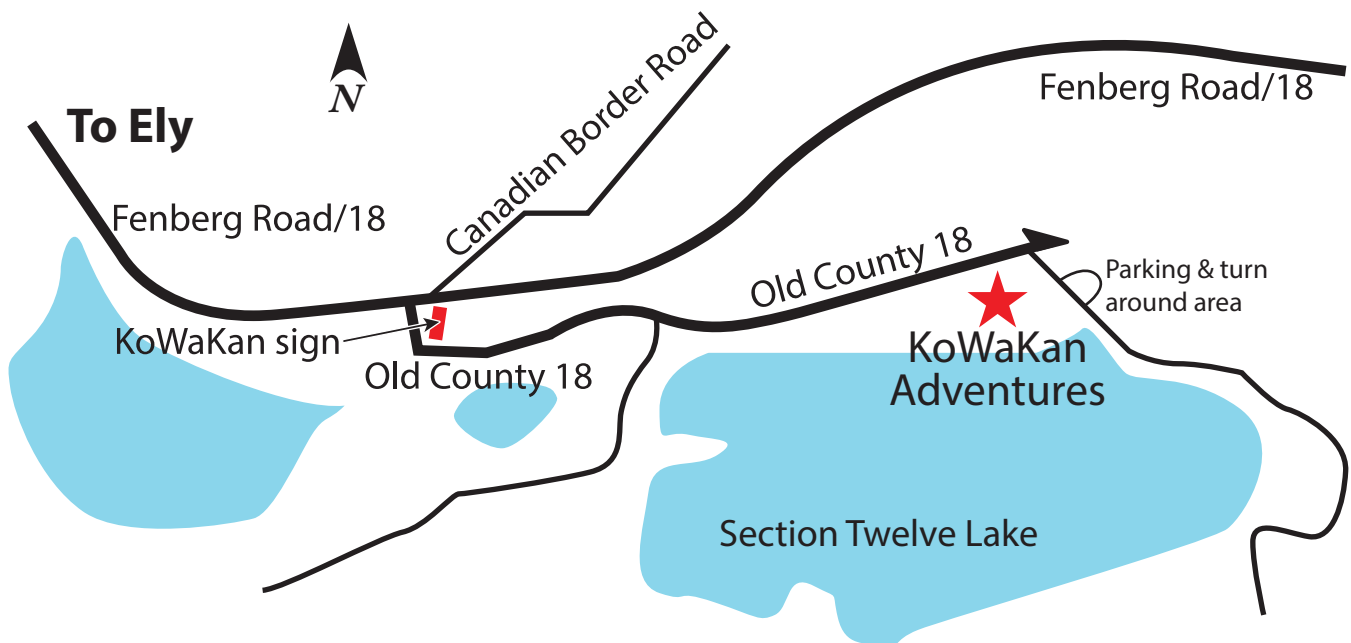 N
To Ely
Canadian Border Road
Fenberg Road/18
Fenberg Road/18
Old County 18
Parking & turn
around area
KoWaKan sign
KoWaKan
Adventures
Old County 18
Section Twelve Lake